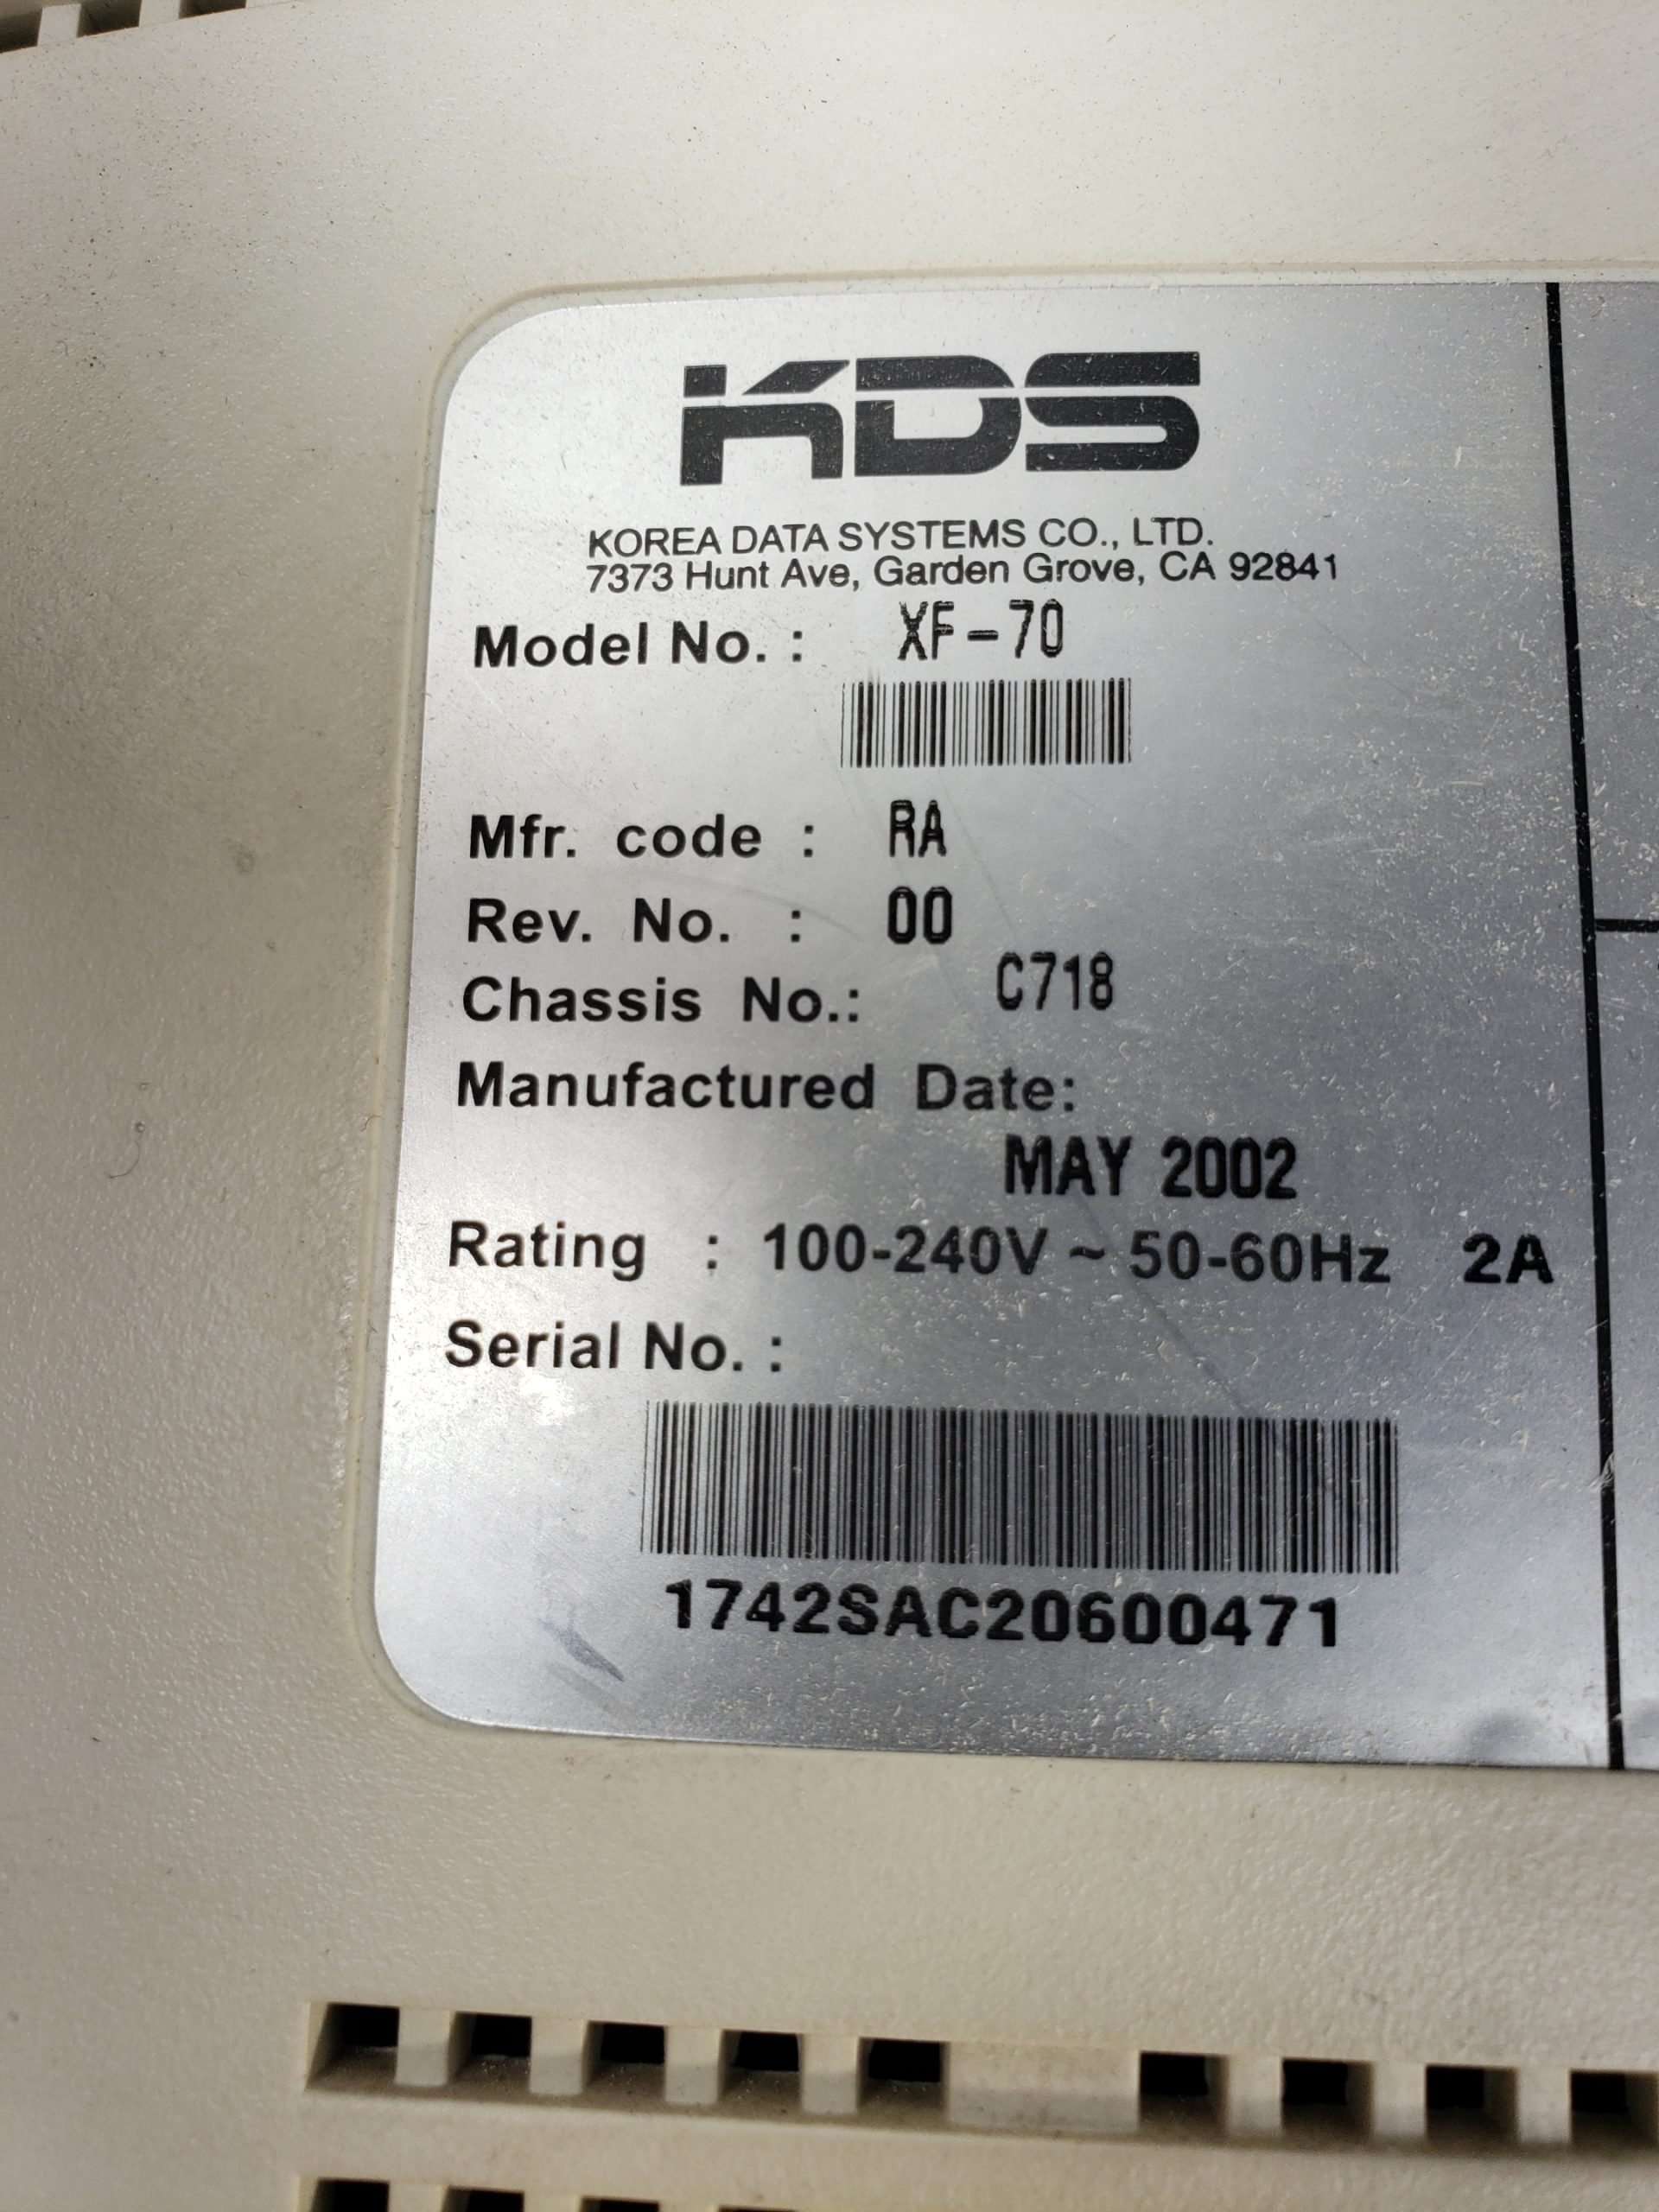 KDS
KOREA DATA SYSTEMS CO., LTD.
7373 Hunt Ave, Garden Grove, CA 92841
Model No. : XF-70
Mfr. code : RA
Rev. No. : 00
Chassis No.: C718
Manufactured Date:
MAY 2002
Rating : 100-240V ~ 50-60Hz 2A
Serial No. :
1742SAC20600471